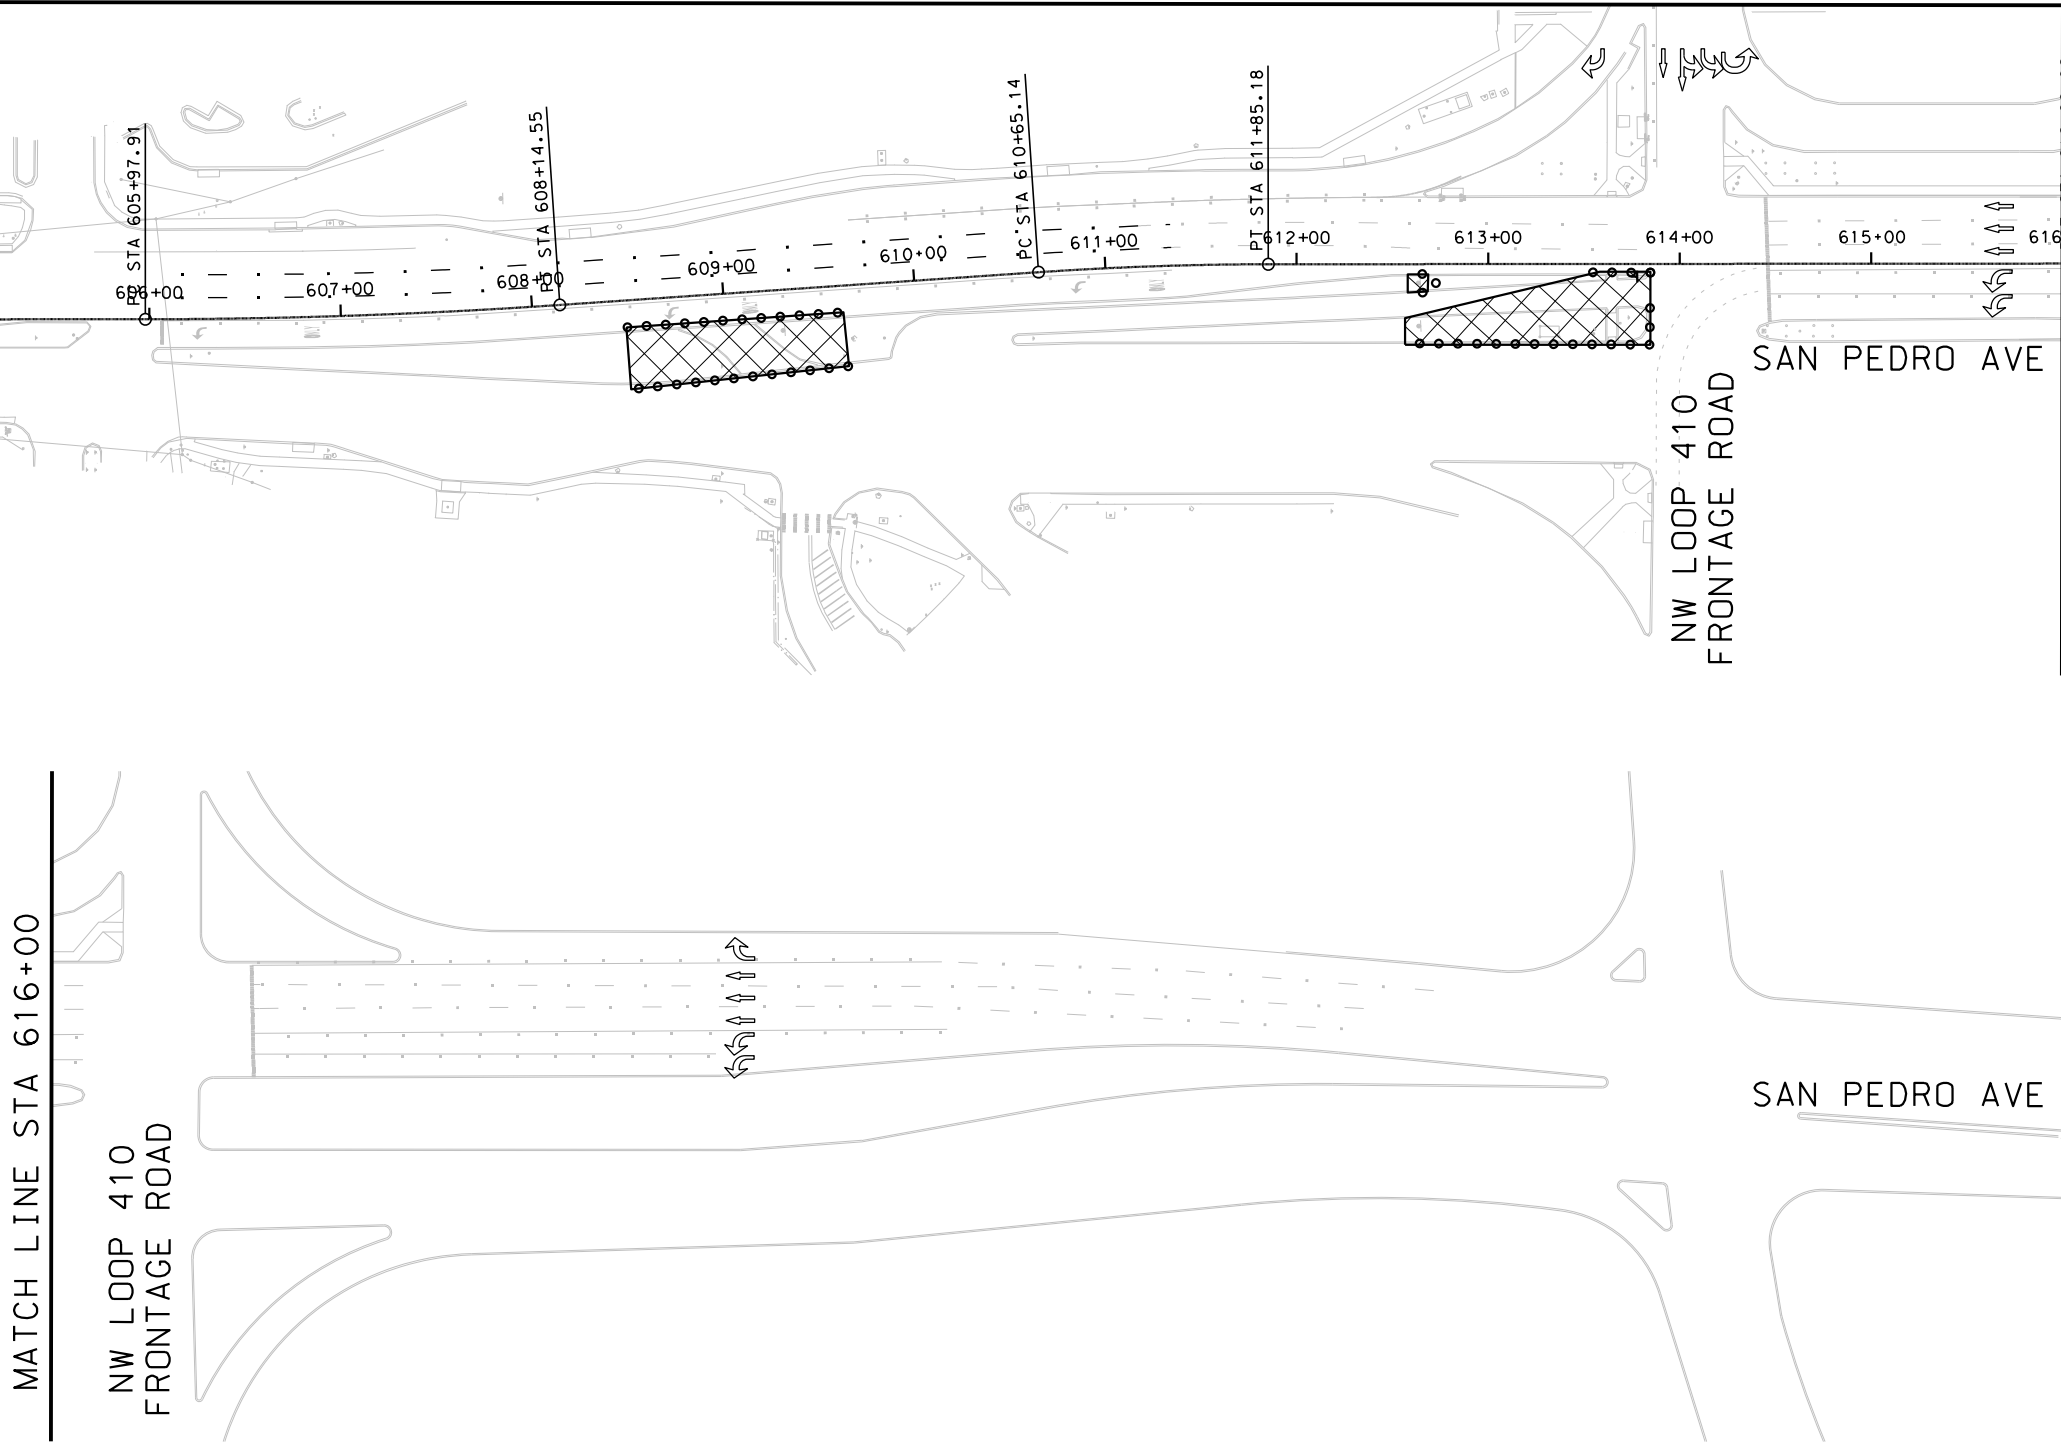 PC STA 605+97.91
PT STA 608+14.55
PC STA 610+65.14
PT STA 611+85.18
606+00
607+00
608+00
609+00
610+00
611+00
612+00
613+00
614+00
615+00
616
SAN PEDRO AVE
NW LOOP 410
FRONTAGE ROAD
MATCH LINE STA 616+00
NW LOOP 410
FRONTAGE ROAD
SAN PEDRO AVE